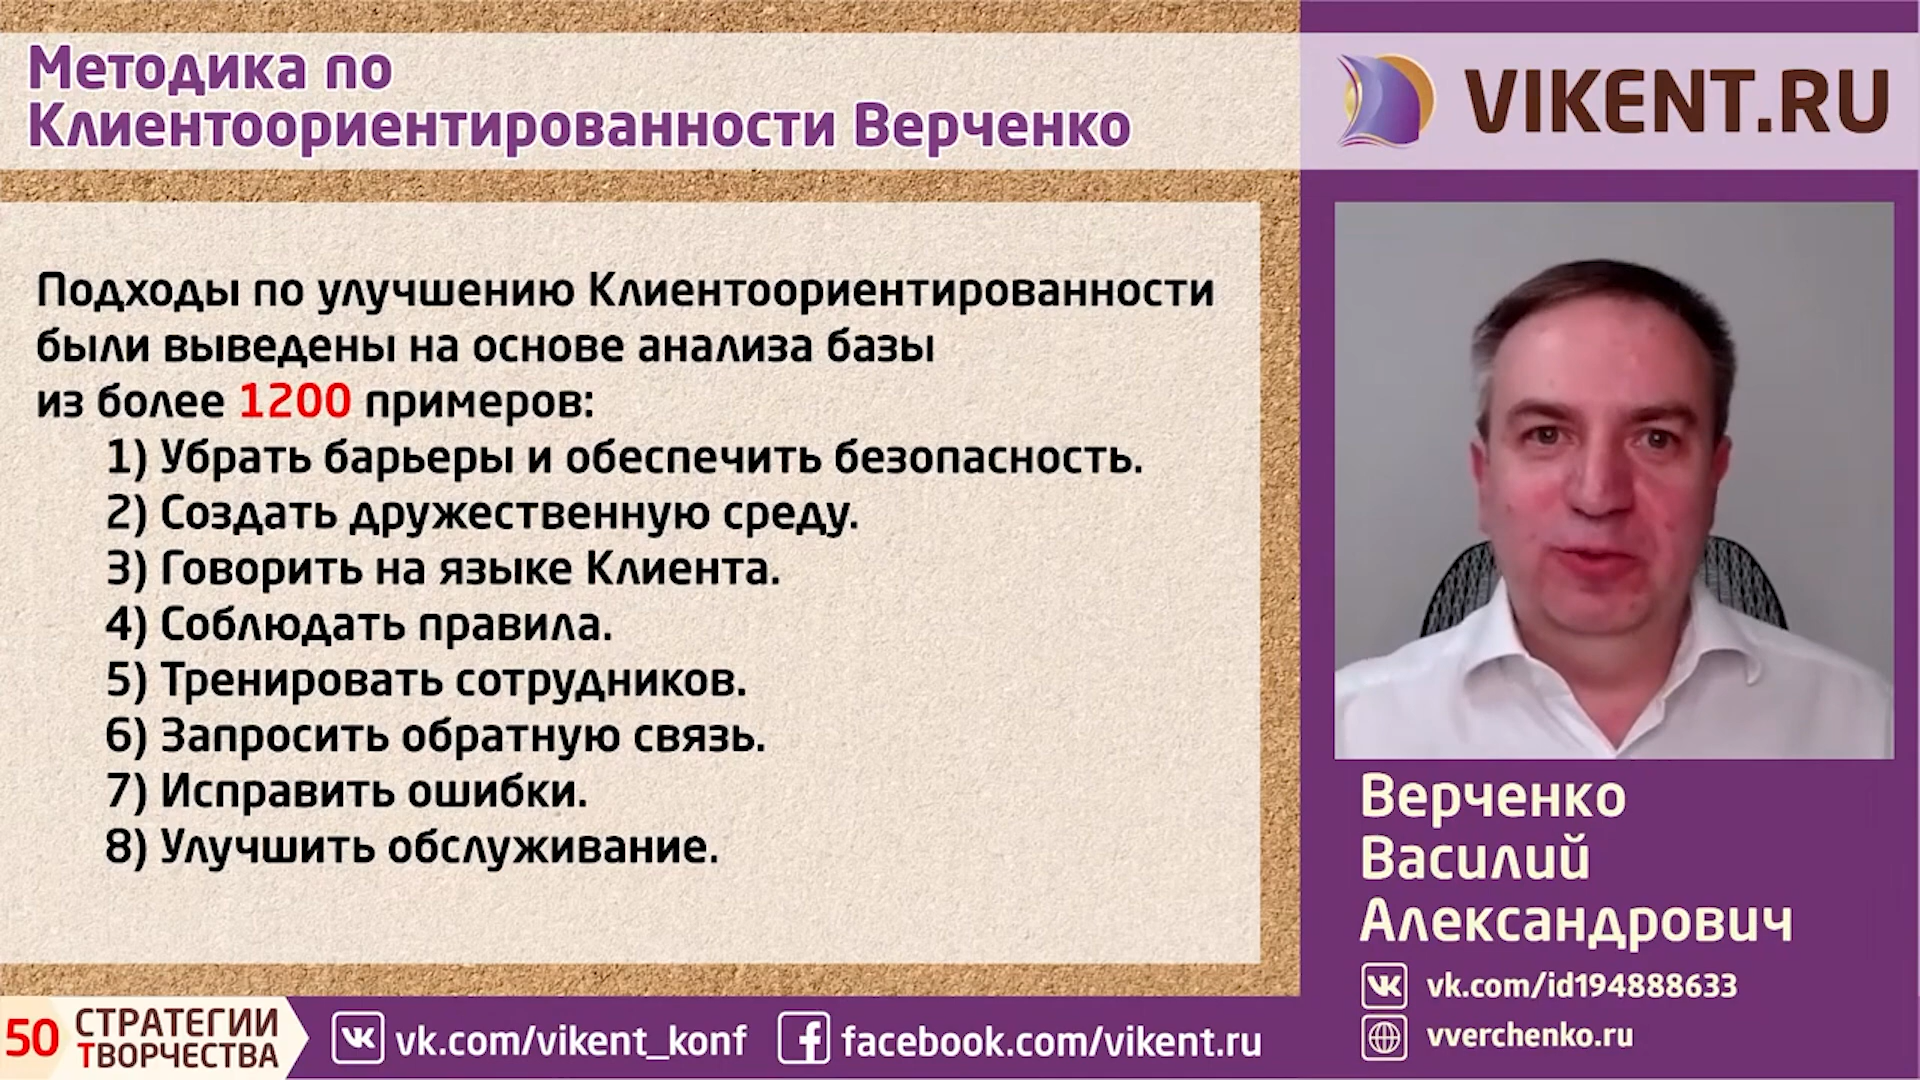 Методика по
Клиентоориентированности Верченко
VIKENT.RU
Подходы по улучшению Клиентоориентированности
были выведены на основе анализа базы
из более 1200 примеров:
1) Убрать барьеры и обеспечить безопасность.
2) Создать дружественную среду.
3) Говорить на языке Клиента.
4) Соблюдать правила.
5) Тренировать сотрудников.
6) Запросить обратную связь.
7) Исправить ошибки.
8) Улучшить обслуживание.
Верченко
Василий
Александрович
vk.com/id194888633
vverchenko.ru
50 СТРАТЕГИИ
ТВОРЧЕСТВА
vk.com/vikent_konf
facebook.com/vikent.ru